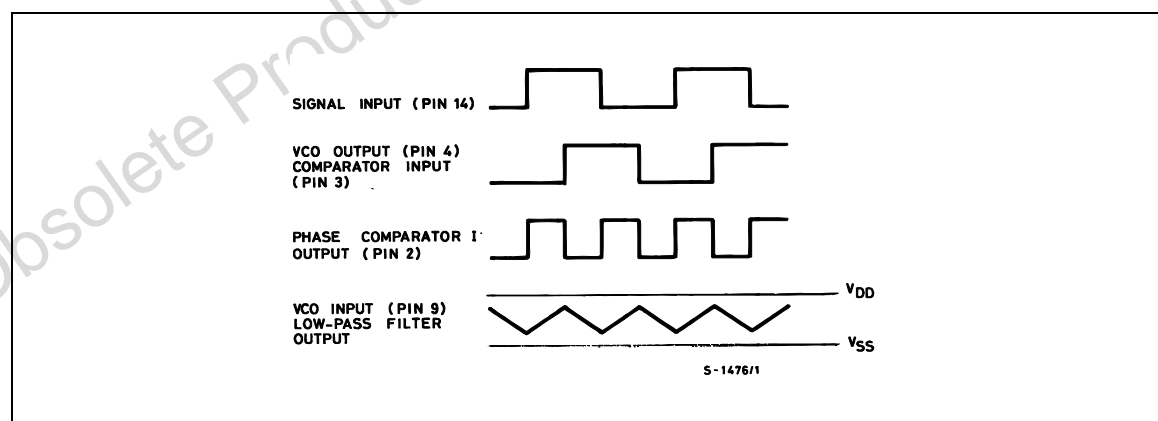 Obsolete Produc
SIGNAL INPUT (PIN 14)
VCO OUTPUT (PIN 4)
COMPARATOR INPUT
(PIN 3)
PHASE COMPARATOR I
OUTPUT (PIN 2)
VCO INPUT (PIN 9)
LOW-PASS FILTER
OUTPUT
VDD
VSS
S-1476/1